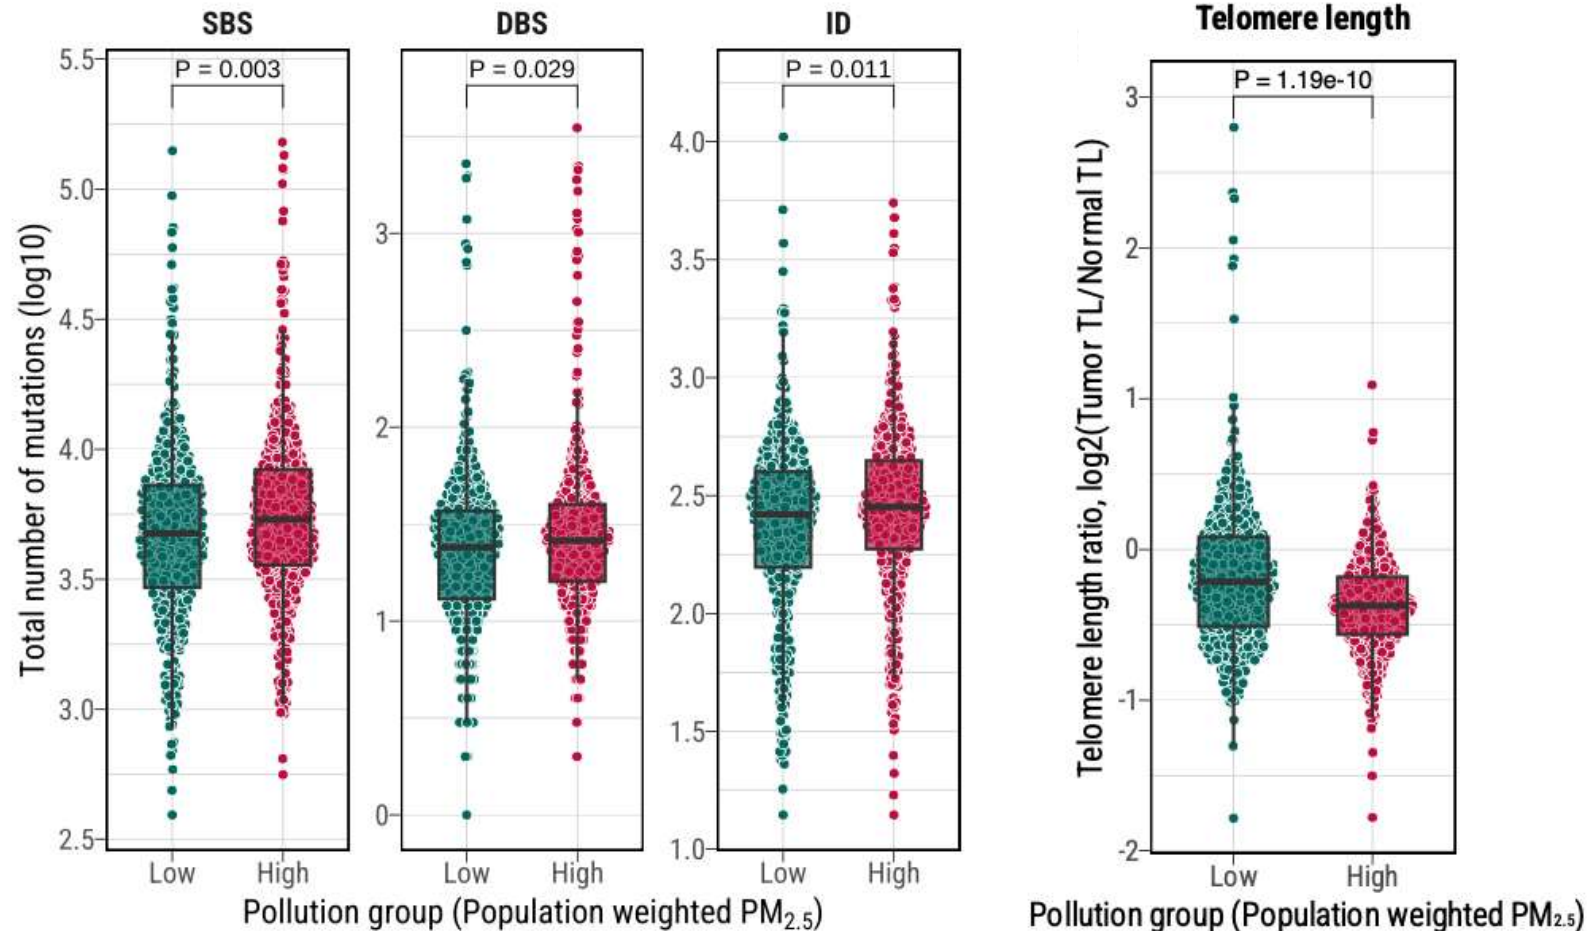 SBS
DBS
ID
Telomere length
P = 0.003
P = 0.029
P = 0.011
P = 1.19e-10
Total number of mutations (log10)
5.5
5.0
4.5
4.0
3.5
3.0
2.5
3
2
1
0
4.0
3.5
3.0
2.5
2.0
1.5
1.0
Telomere length ratio, log2(Tumor TL/Normal TL)
3
2
1
0
-1
-2
Low
High
Low
High
Low
High
Low
High
Pollution group (Population weighted PM2.5)
Pollution group (Population weighted PM2.5)